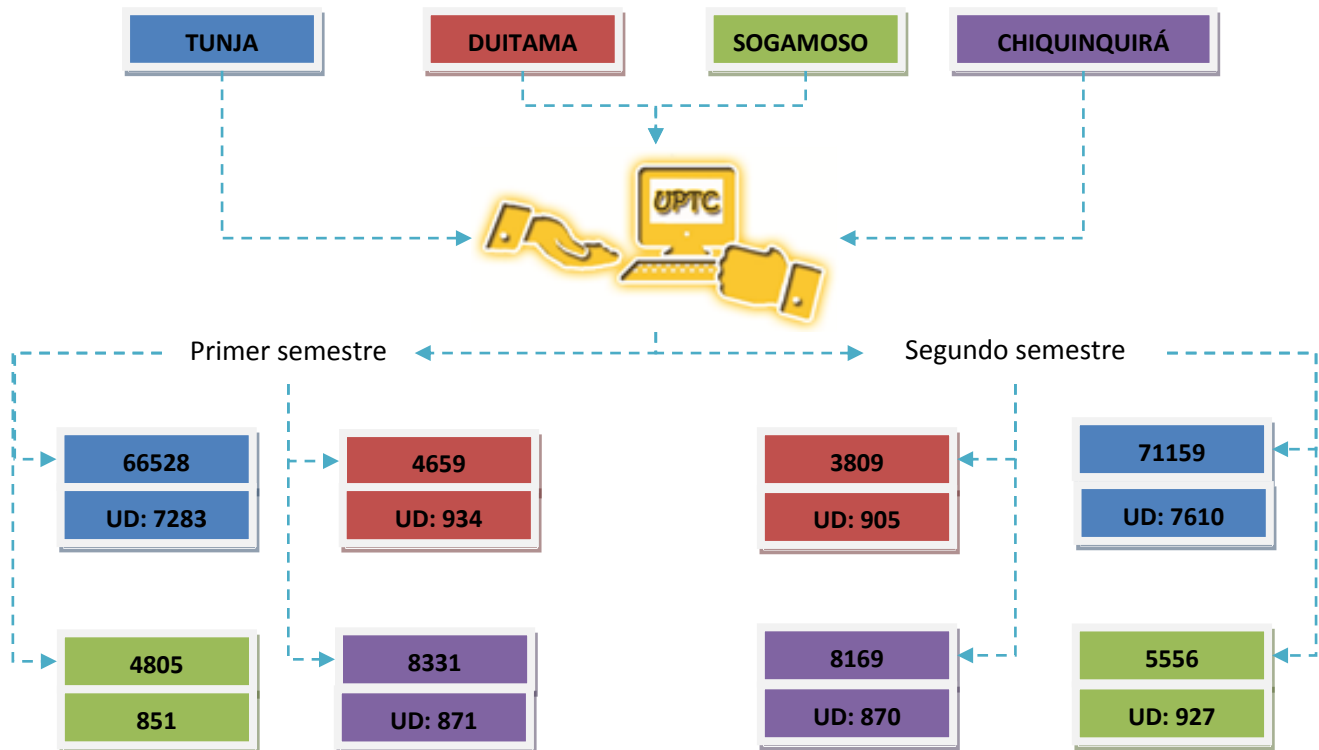 TUNJA
DUITAMA
SOGAMOSO
CHIQUINQUIRÁ
UPTC
Primer semestre
Segundo semestre
66528
UD: 7283
4659
UD: 934
3809
UD: 905
71159
UD: 7610
4805
851
8331
UD: 871
8169
UD: 870
5556
UD: 927